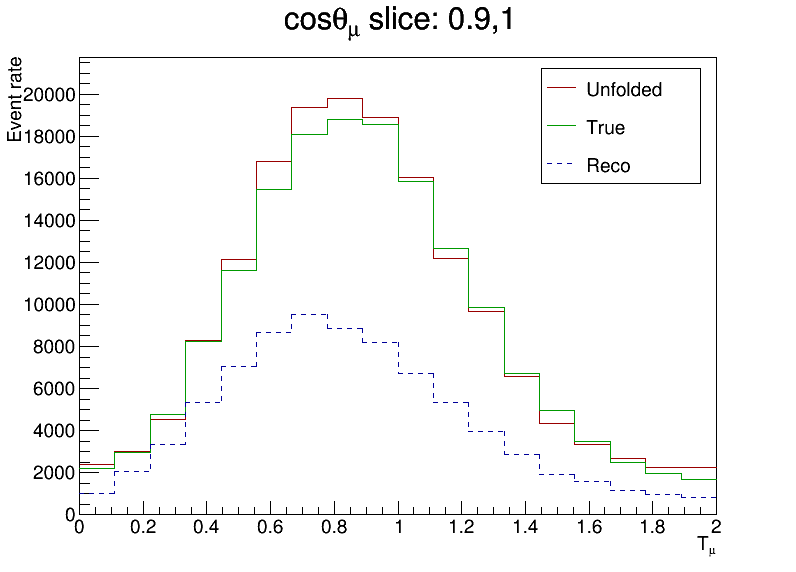 cosθμ slice: 0.9,1
Event rate
Unfolded
True
Reco
20000
18000
16000
14000
12000
10000
8000
6000
4000
2000
0
0 0.2 0.4 0.6 0.8 1 1.2 1.4 1.6 1.8 2
Tμ